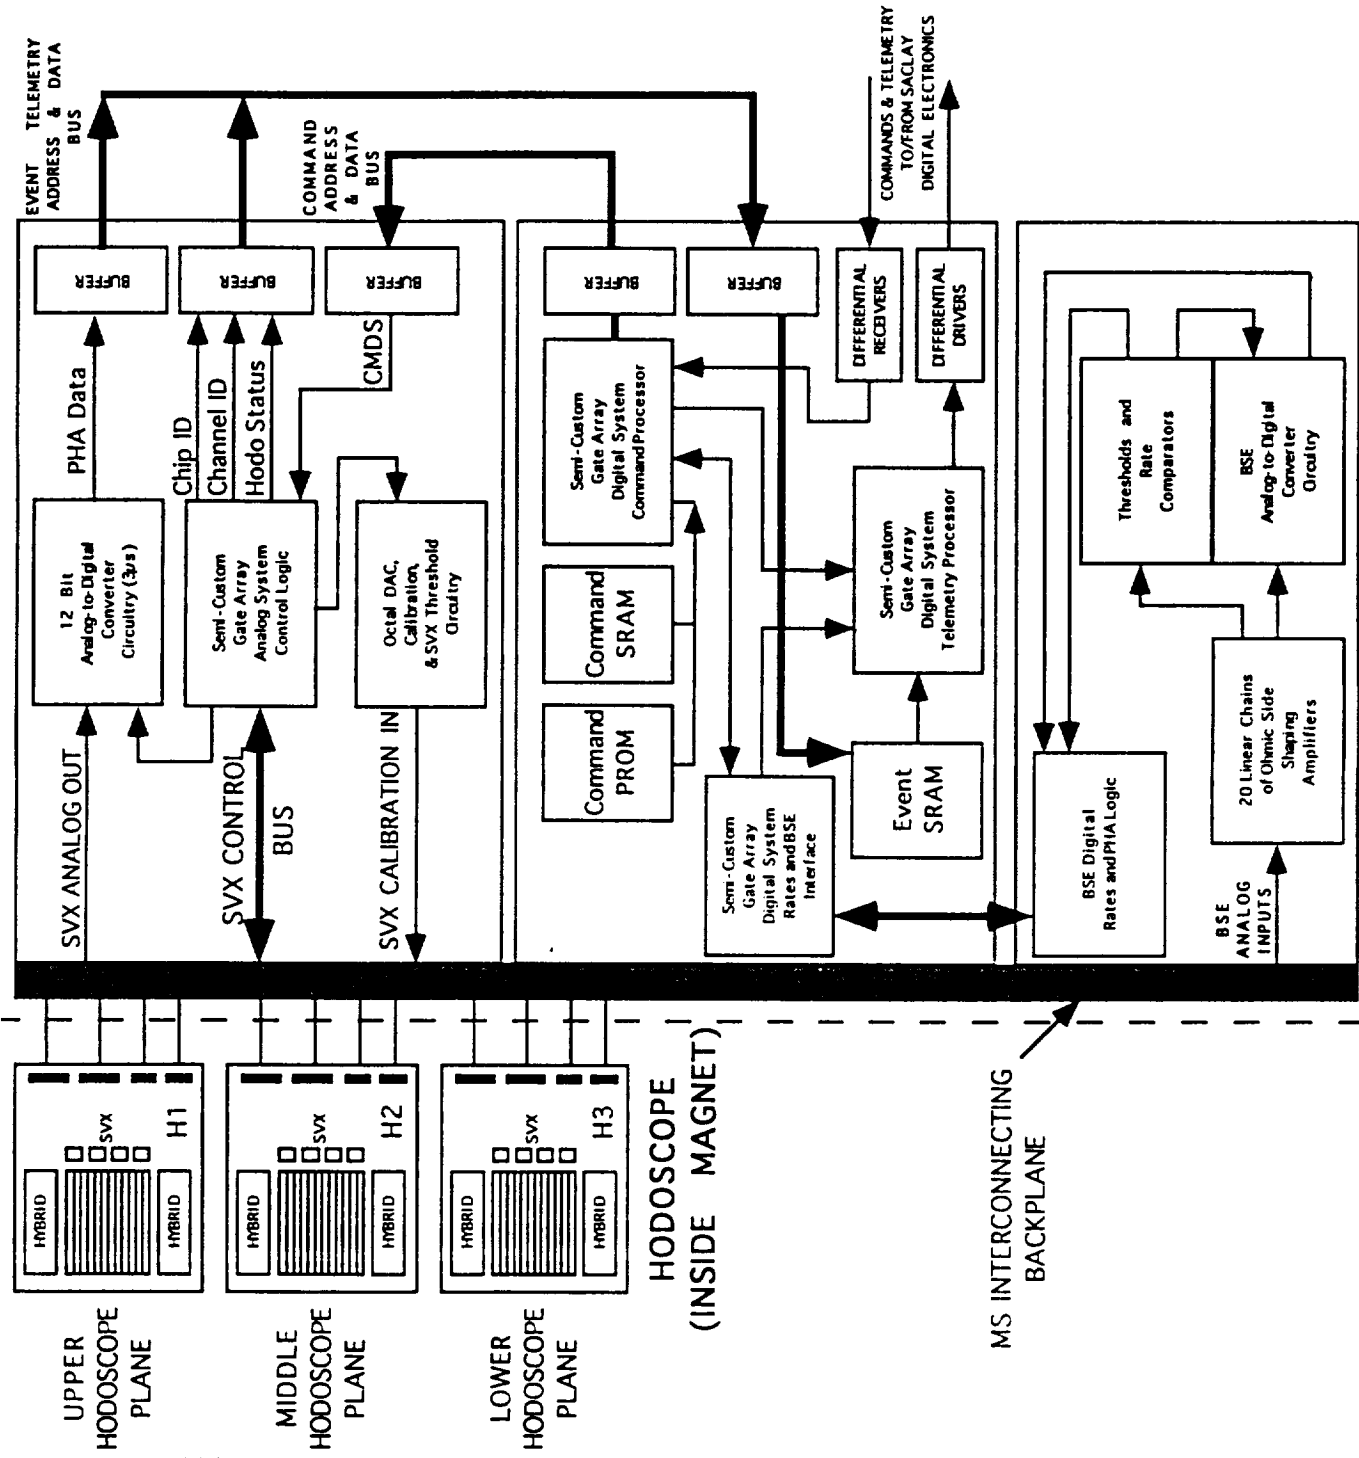 UPPER
HODOSCOPE
PLANE
MIDDLE
HODOSCOPE
PLANE
LOWER
HODOSCOPE
PLANE
HYBRID
HYBRID
SVX
H1
HYBRID
HYBRID
SVX
H2
HYBRID
HYBRID
SVX
H3
HODOSCOPE
(INSIDE MAGNET)
MS INTERCONNECTING
BACKPLANE
SVX ANALOG OUT
SVX CONTROL
BUS
SVX CALIBRATION IN
12 Bit
Analog-to-Digital
Converter
Circuitry (3µs)
Semi-Custom
Gate Array
Analog System
Control Logic
Octal DAC,
Calibration,
& SVX Threshold
Circuitry
PHA Data
Chip ID
Channel ID
Hodo Status
CMDS
BUFFER
BUFFER
BUFFER
EVENT TELEMETRY
ADDRESS & DATA
BUS
COMMAND
ADDRESS
& DATA
BUS
Command
PROM
Command
SRAM
Semi-Custom
Gate Array
Digital System
Command Processor
BUFFER
BUFFER
Semi-Custom
Gate Array
Digital System
Rates and BSE
Interface
Event
SRAM
Semi-Custom
Gate Array
Digital System
Telemetry Processor
DIFFERENTIAL
RECEIVERS
DIFFERENTIAL
DRIVERS
COMMANDS & TELEMETRY
TO/FROM SACLAY
DIGITAL ELECTRONICS
BSE Digital
Rates and PHA Logic
BSE
ANALOG
INPUTS
20 Linear Chains
of Ohmic Side
Shaping
Amplifiers
Thresholds and
Rate
Comparators
BSE
Analog-to-Digital
Converter
Circuitry